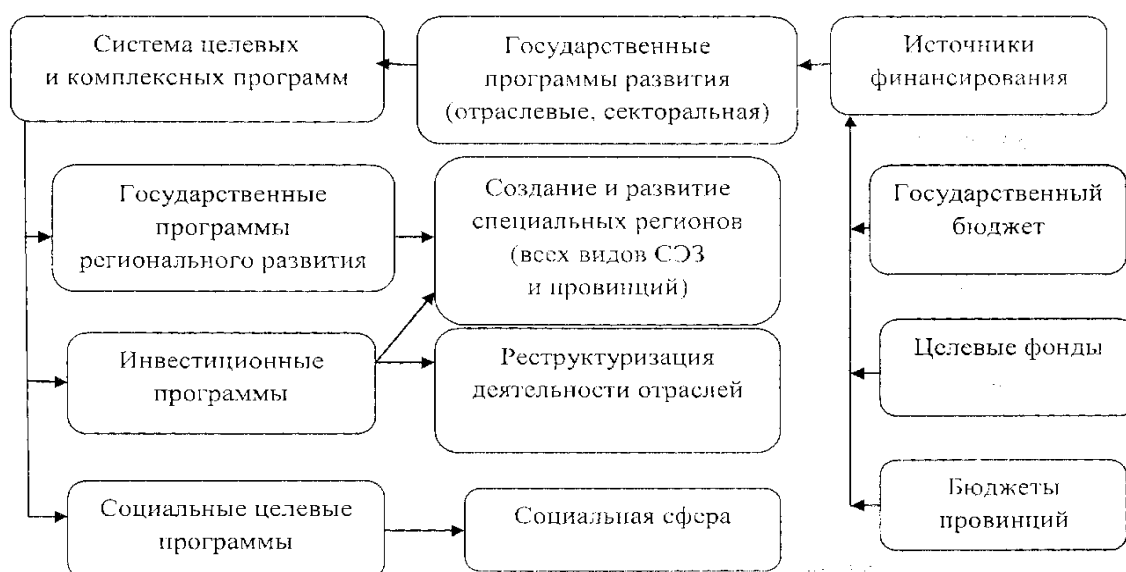 Система целевых
и комплексных программ
Государственные
программы развития
(отраслевые, секторальная)
Источники
финансирования
Государственные
программы
регионального развития
Создание и развитие
специальных регионов
(всех видов СЭЗ
и провинций)
Государственный
бюджет
Инвестиционные
программы
Реструктуризация
деятельности отраслей
Целевые фонды
Социальные целевые
программы
Социальная сфера
Бюджеты
провинций